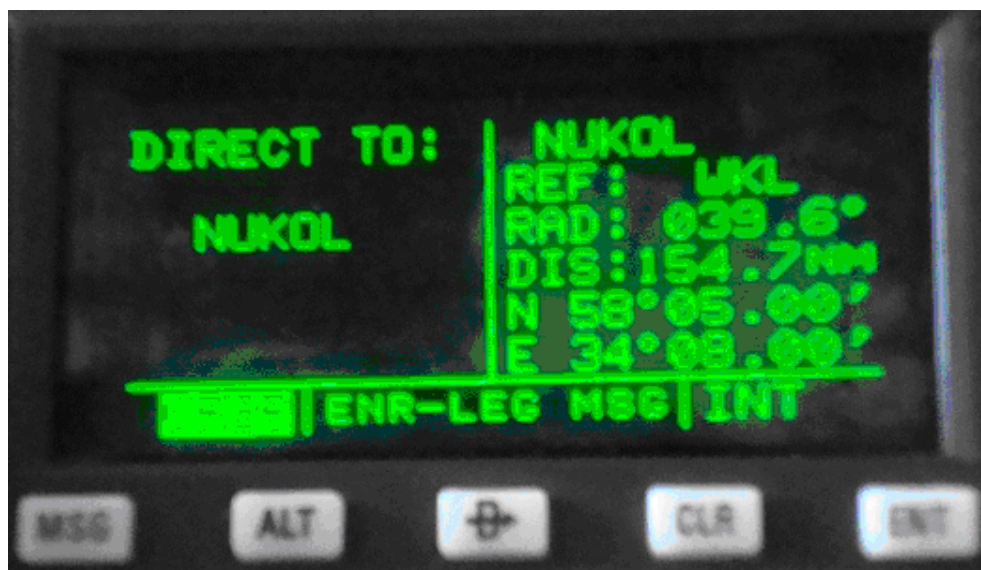 DIRECT TO:
NUKOL
NUKOL
REF: WKL
RAD: 039.6°
DIS:154.7NM
N 58°05.00'
E 34°08.00'
ENR-LEG MSG INT
MSG ALT CLR ENT